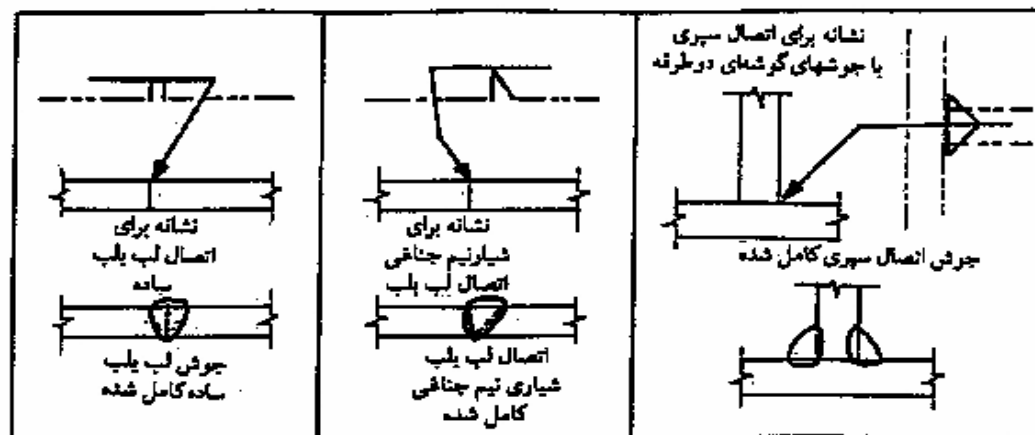 نشانه برای اتصال سپری
با جوشهای گوشه‌ای دوطرفه
جوش اتصال سپری کامل شده
نشانه برای
شیارنیم جناغی
اتصال لب بلب
اتصال لب بلب
شیاری نیم جناغی
کامل شده
نشانه برای
اتصال لب بلب
ساده
جوش لب بلب
ساده کامل شده